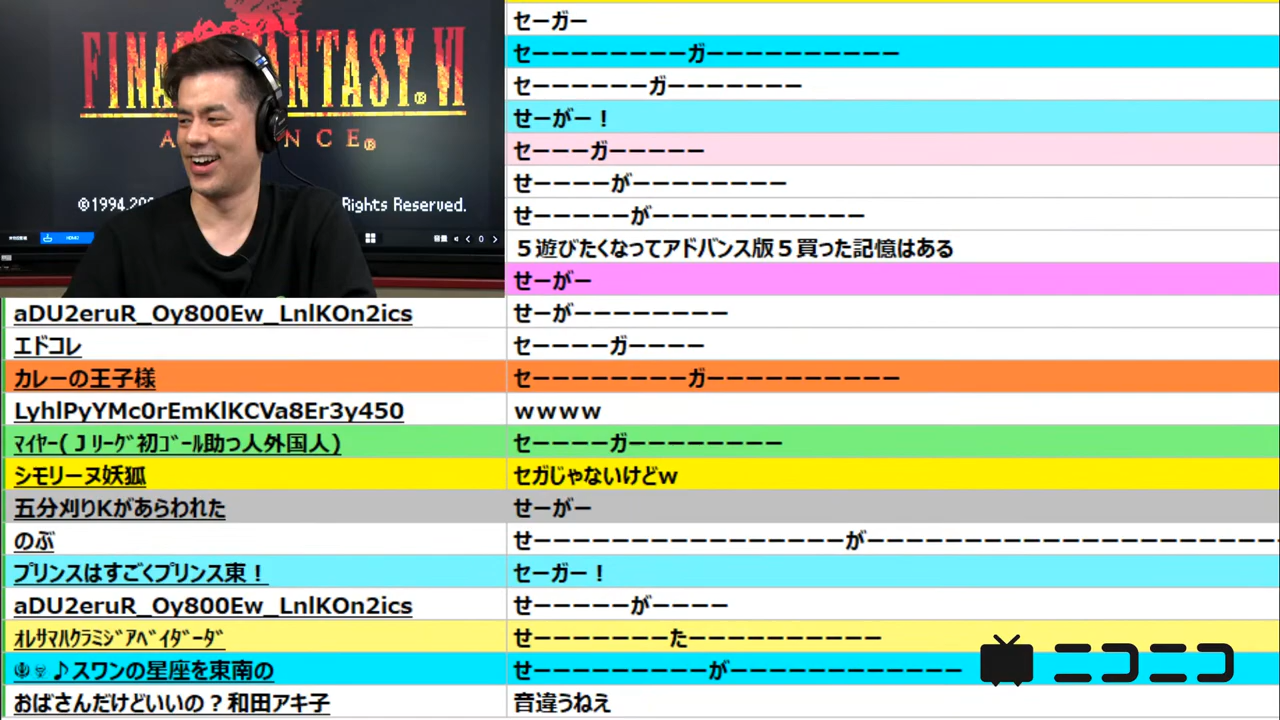 FINAL FANTASY VI
ADVANCE
©1994,20
Rights Reserved.
HDMI
0
セーガー
セーーーーーーーーガーーーーーーーーーー
セーーーーーーガーーーーーーー
せーがー！
セーーーガーーーーー
せーーーーがーーーーーーーー
せーーーーーがーーーーーーーーーーー
５遊びたくなってアドバンス版５買った記憶はある
せーがー
aDU2eruR_Oy800Ew_LnlKOn2ics せーがーーーーーーー
エドコレ セーーーーガーーーー
カレーの王子様 セーーーーーーーーガーーーーーーーーーー
LyhlPyYMc0rEmKlKCVa8Er3y450 ｗｗｗｗ
ﾏｲﾔｰ(Ｊﾘｰｸﾞ初ｺﾞｰﾙ助っ人外国人) セーーーーガーーーーーーーー
シモリーヌ妖狐 セガじゃないけどｗ
五分刈りKがあらわれた せーがー
のぶ せーーーーーーーーーーーーーーーーがーーーーーーーーーーーーーーーーーーーーー
プリンスはすごくプリンス東！ セーガー！
aDU2eruR_Oy800Ew_LnlKOn2ics せーーーーーがーーーー
ｵﾚｻﾏﾊｸﾗﾐｼﾞｱﾍﾞｲﾀﾞｰﾀﾞ せーーーーーーーたーーーーーーーーーー
♪スワンの星座を東南の せーーーーーーーーーがーーーーーーーーーーーー
おばさんだけどいいの？和田アキ子 音違うねえ
ニコニコ